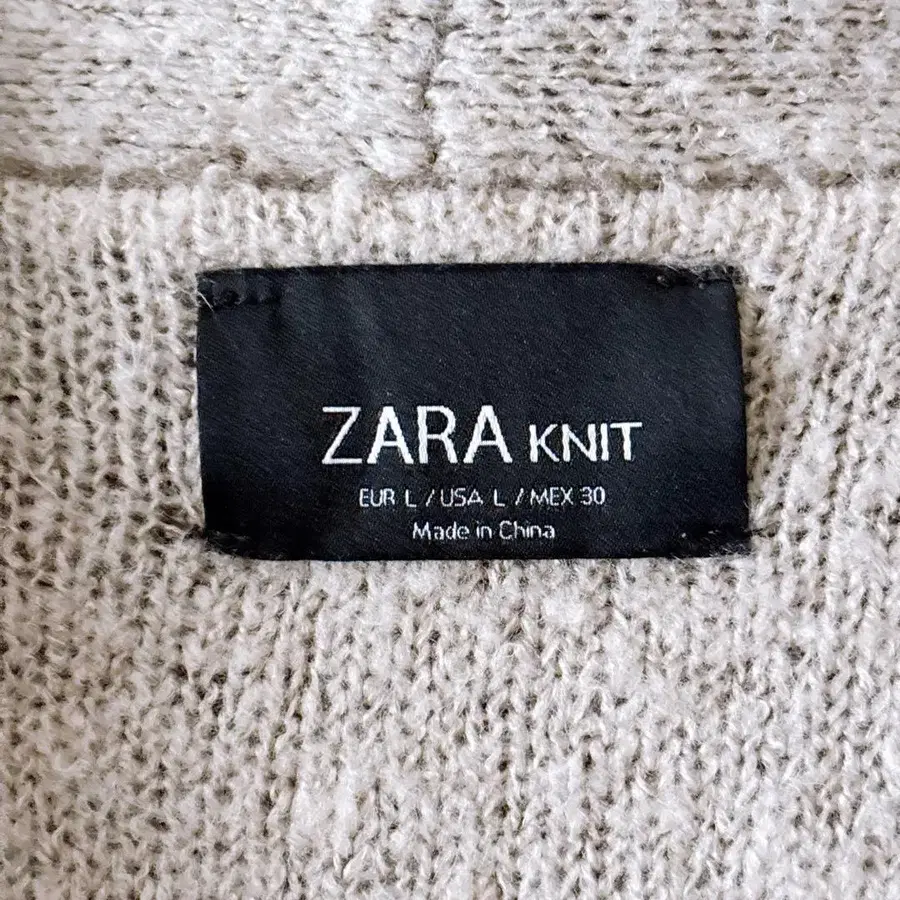 ZARA KNIT
EUR L / USA L / MEX 30
Made in China